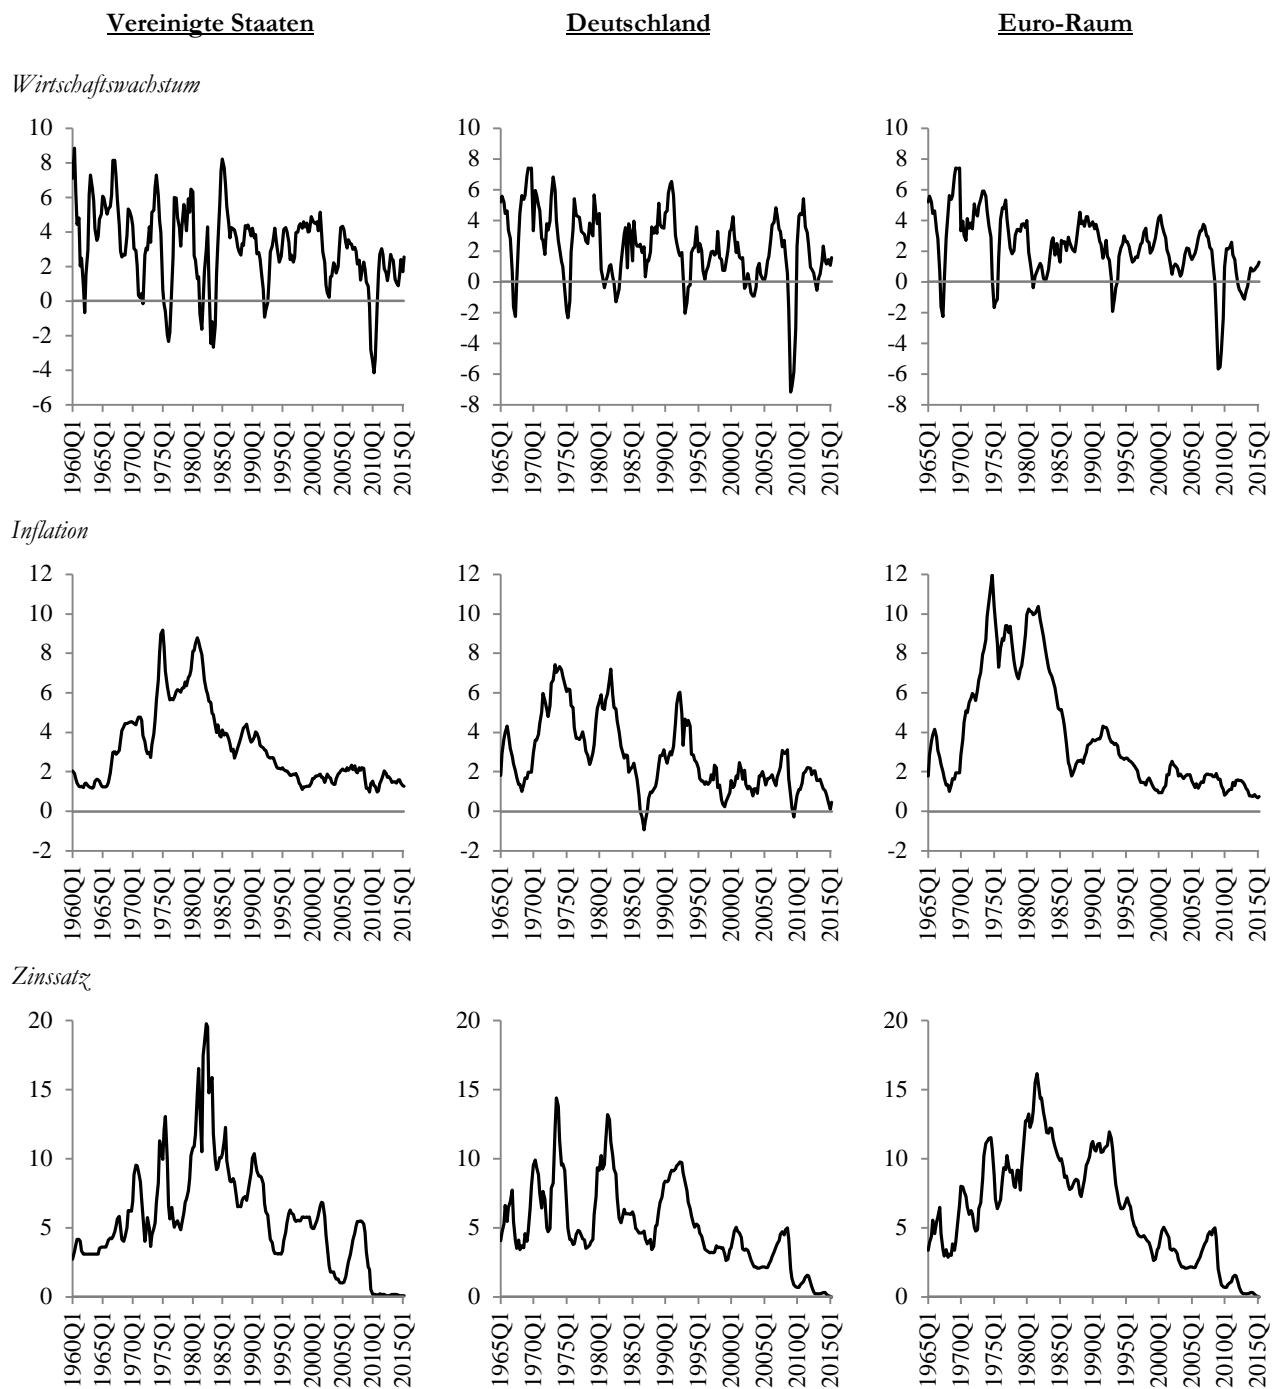 Vereinigte Staaten Deutschland Euro-Raum
Wirtschaftswachstum
10 10 10
8 8 8
6 6 6
4 4 4
2 2 2
0 0 0
-2 -2 -2
-4 -4 -4
-6 -6
-6 -8 -8
1960Q1 1965Q1 1970Q1 1975Q1 1980Q1 1985Q1 1990Q1 1995Q1 2000Q1 2005Q1 2010Q1 2015Q1
1965Q1 1970Q1 1975Q1 1980Q1 1985Q1 1990Q1 1995Q1 2000Q1 2005Q1 2010Q1 2015Q1
1965Q1 1970Q1 1975Q1 1980Q1 1985Q1 1990Q1 1995Q1 2000Q1 2005Q1 2010Q1 2015Q1
Inflation
12 12 12
10 10 10
8 8 8
6 6 6
4 4 4
2 2 2
0 0 0
-2 -2 -2
1960Q1 1965Q1 1970Q1 1975Q1 1980Q1 1985Q1 1990Q1 1995Q1 2000Q1 2005Q1 2010Q1 2015Q1
1965Q1 1970Q1 1975Q1 1980Q1 1985Q1 1990Q1 1995Q1 2000Q1 2005Q1 2010Q1 2015Q1
1965Q1 1970Q1 1975Q1 1980Q1 1985Q1 1990Q1 1995Q1 2000Q1 2005Q1 2010Q1 2015Q1
Zinssatz
20 20 20
15 15 15
10 10 10
5 5 5
0 0 0
1960Q1 1965Q1 1970Q1 1975Q1 1980Q1 1985Q1 1990Q1 1995Q1 2000Q1 2005Q1 2010Q1 2015Q1
1965Q1 1970Q1 1975Q1 1980Q1 1985Q1 1990Q1 1995Q1 2000Q1 2005Q1 2010Q1 2015Q1
1965Q1 1970Q1 1975Q1 1980Q1 1985Q1 1990Q1 1995Q1 2000Q1 2005Q1 2010Q1 2015Q1